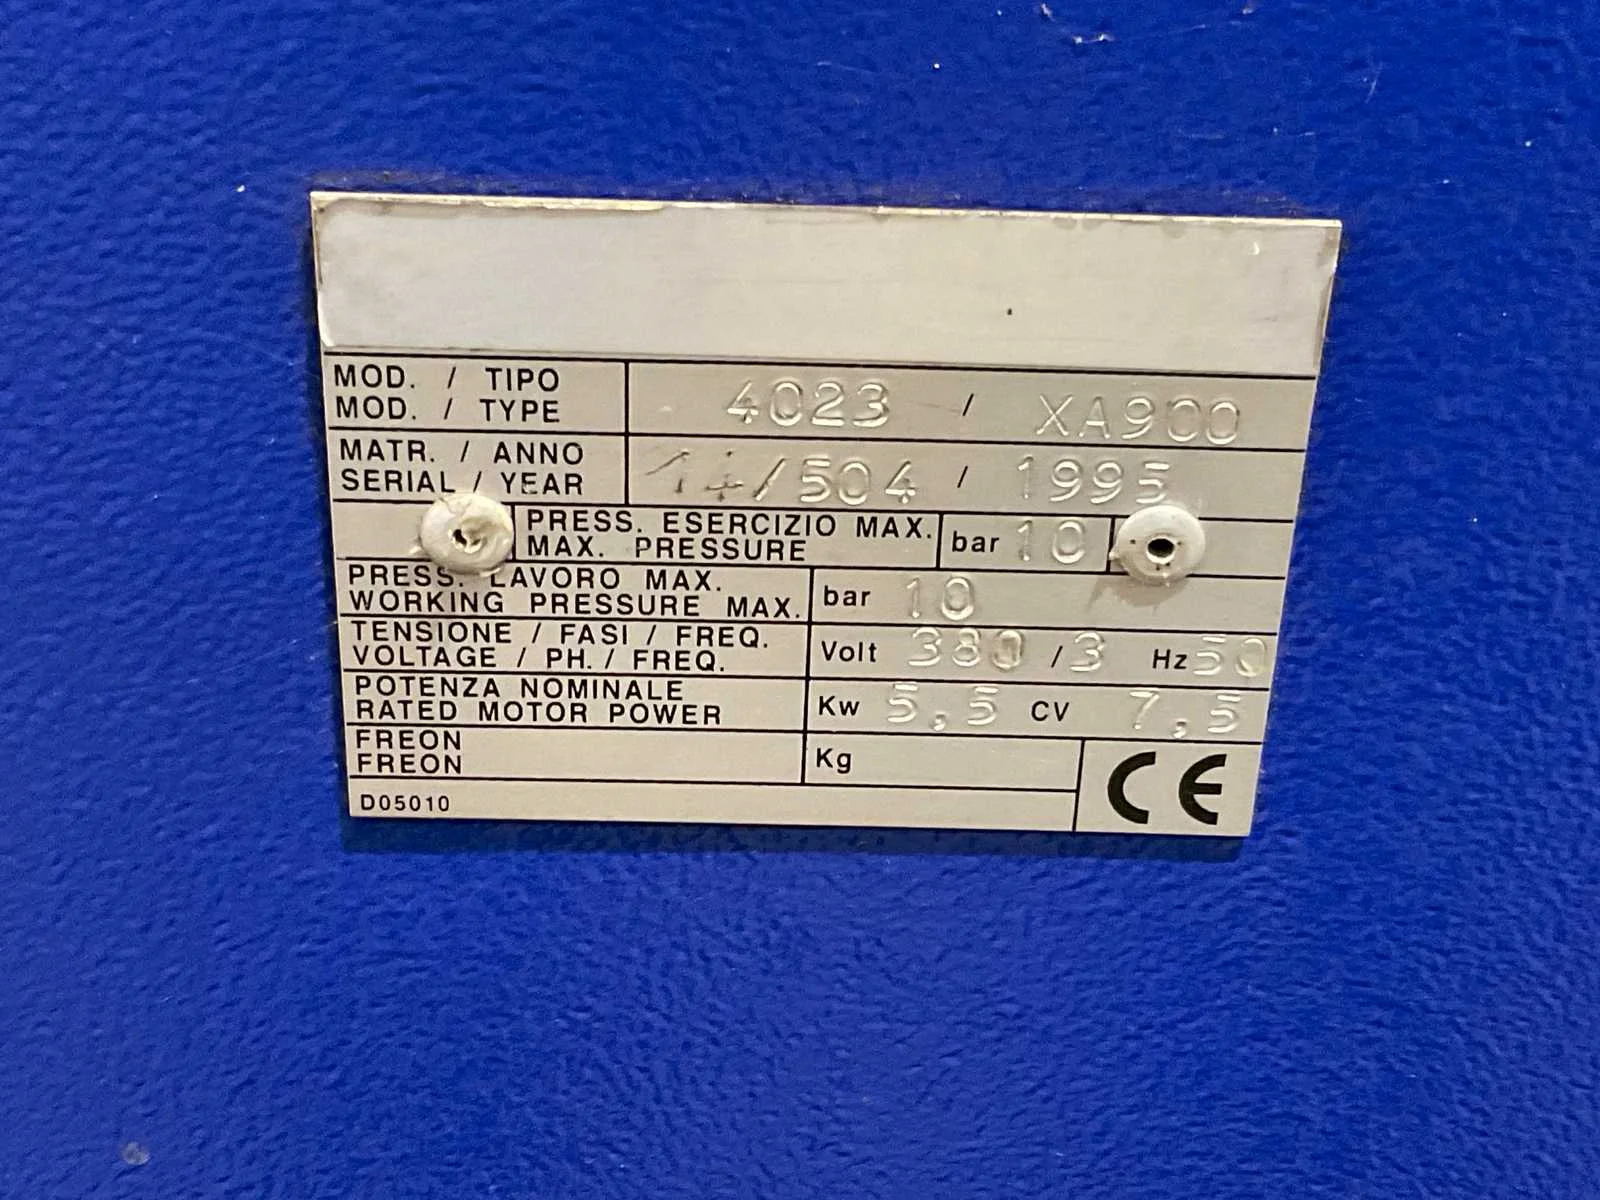 MOD. / TIPO
MOD. / TYPE
4023 / XA900
MATR. / ANNO
SERIAL / YEAR
14/504 / 1995
PRESS. ESERCIZIO MAX.
MAX. PRESSURE
bar 10
PRESS. LAVORO MAX.
WORKING PRESSURE MAX.
bar 10
TENSIONE / FASI / FREQ.
VOLTAGE / PH. / FREQ.
Volt 380 / 3 Hz 50
POTENZA NOMINALE
RATED MOTOR POWER
Kw 5,5 CV 7,5
FREON
FREON
Kg
D05010
CE